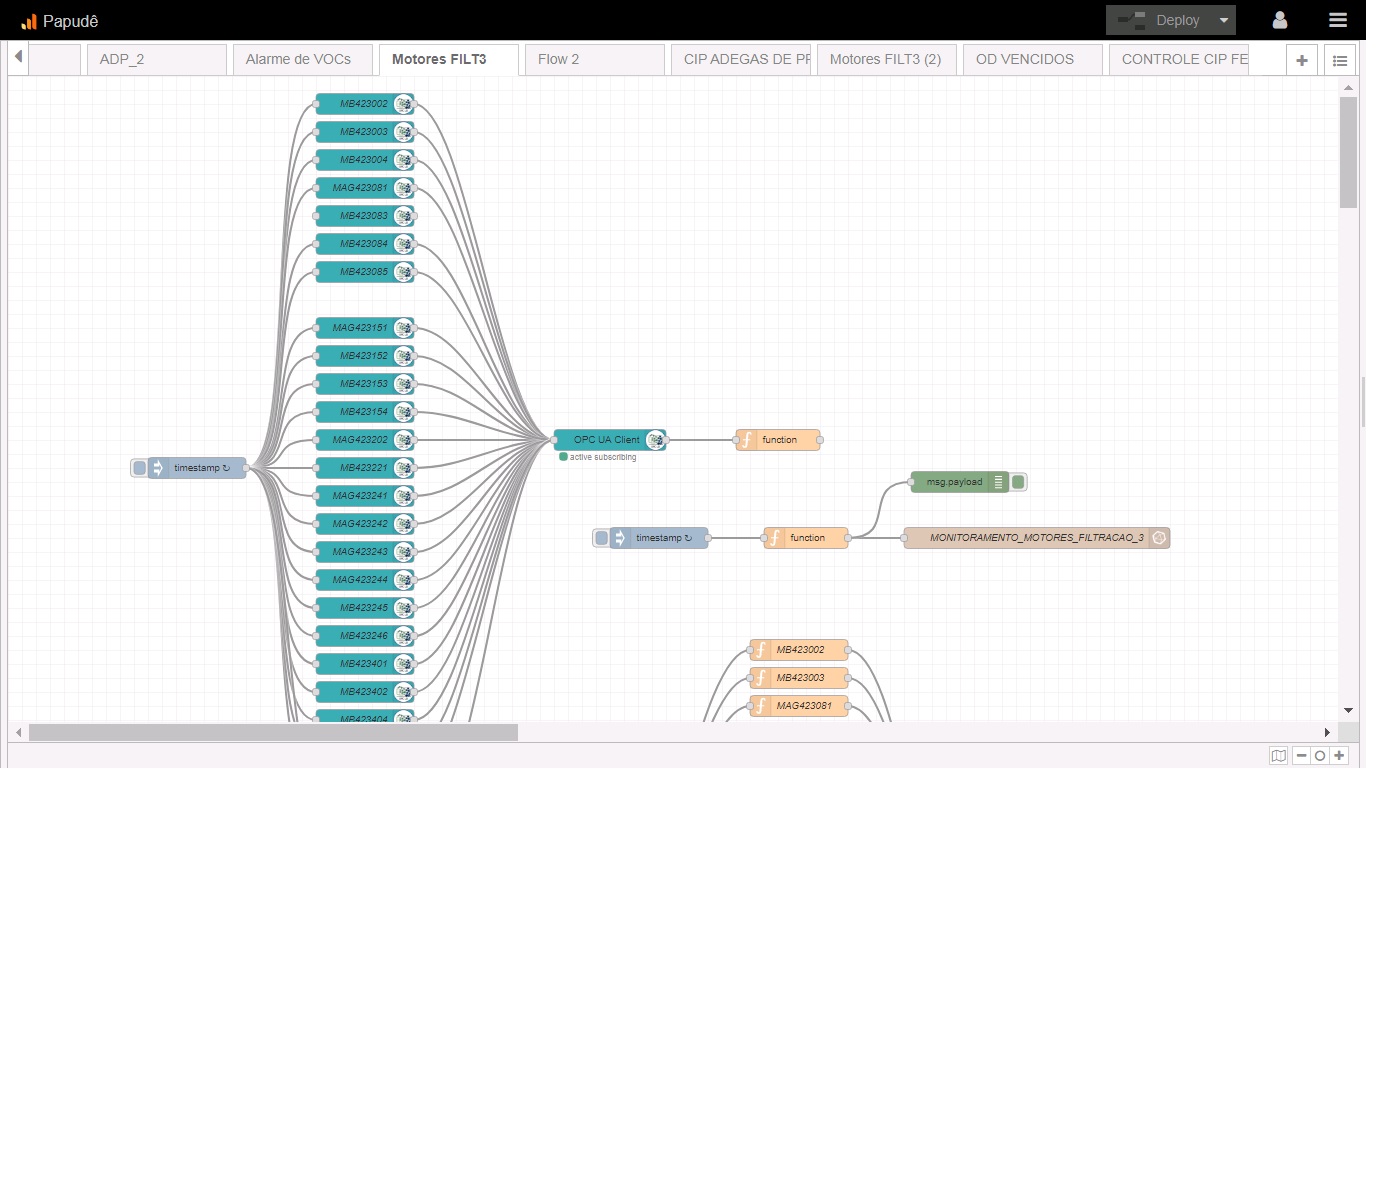 Papudê
Deploy
ADP_2
Alarme de VOCs
Motores FILT3
Flow 2
CIP ADEGAS DE PF
Motores FILT3 (2)
OD VENCIDOS
CONTROLE CIP FE
MB423002
MB423003
MB423004
MAG423081
MB423083
MB423084
MB423085
MAG423151
MB423152
MB423153
MB423154
MAG423202
MB423221
MAG423241
MAG423242
MAG423243
MAG423244
MB423245
MB423246
MB423401
MB423402
MB423404
timestamp ↻
OPC UA Client
active subscribing
function
msg.payload
timestamp ↻
function
MONITORAMENTO_MOTORES_FILTRACAO_3
MB423002
MB423003
MAG423081